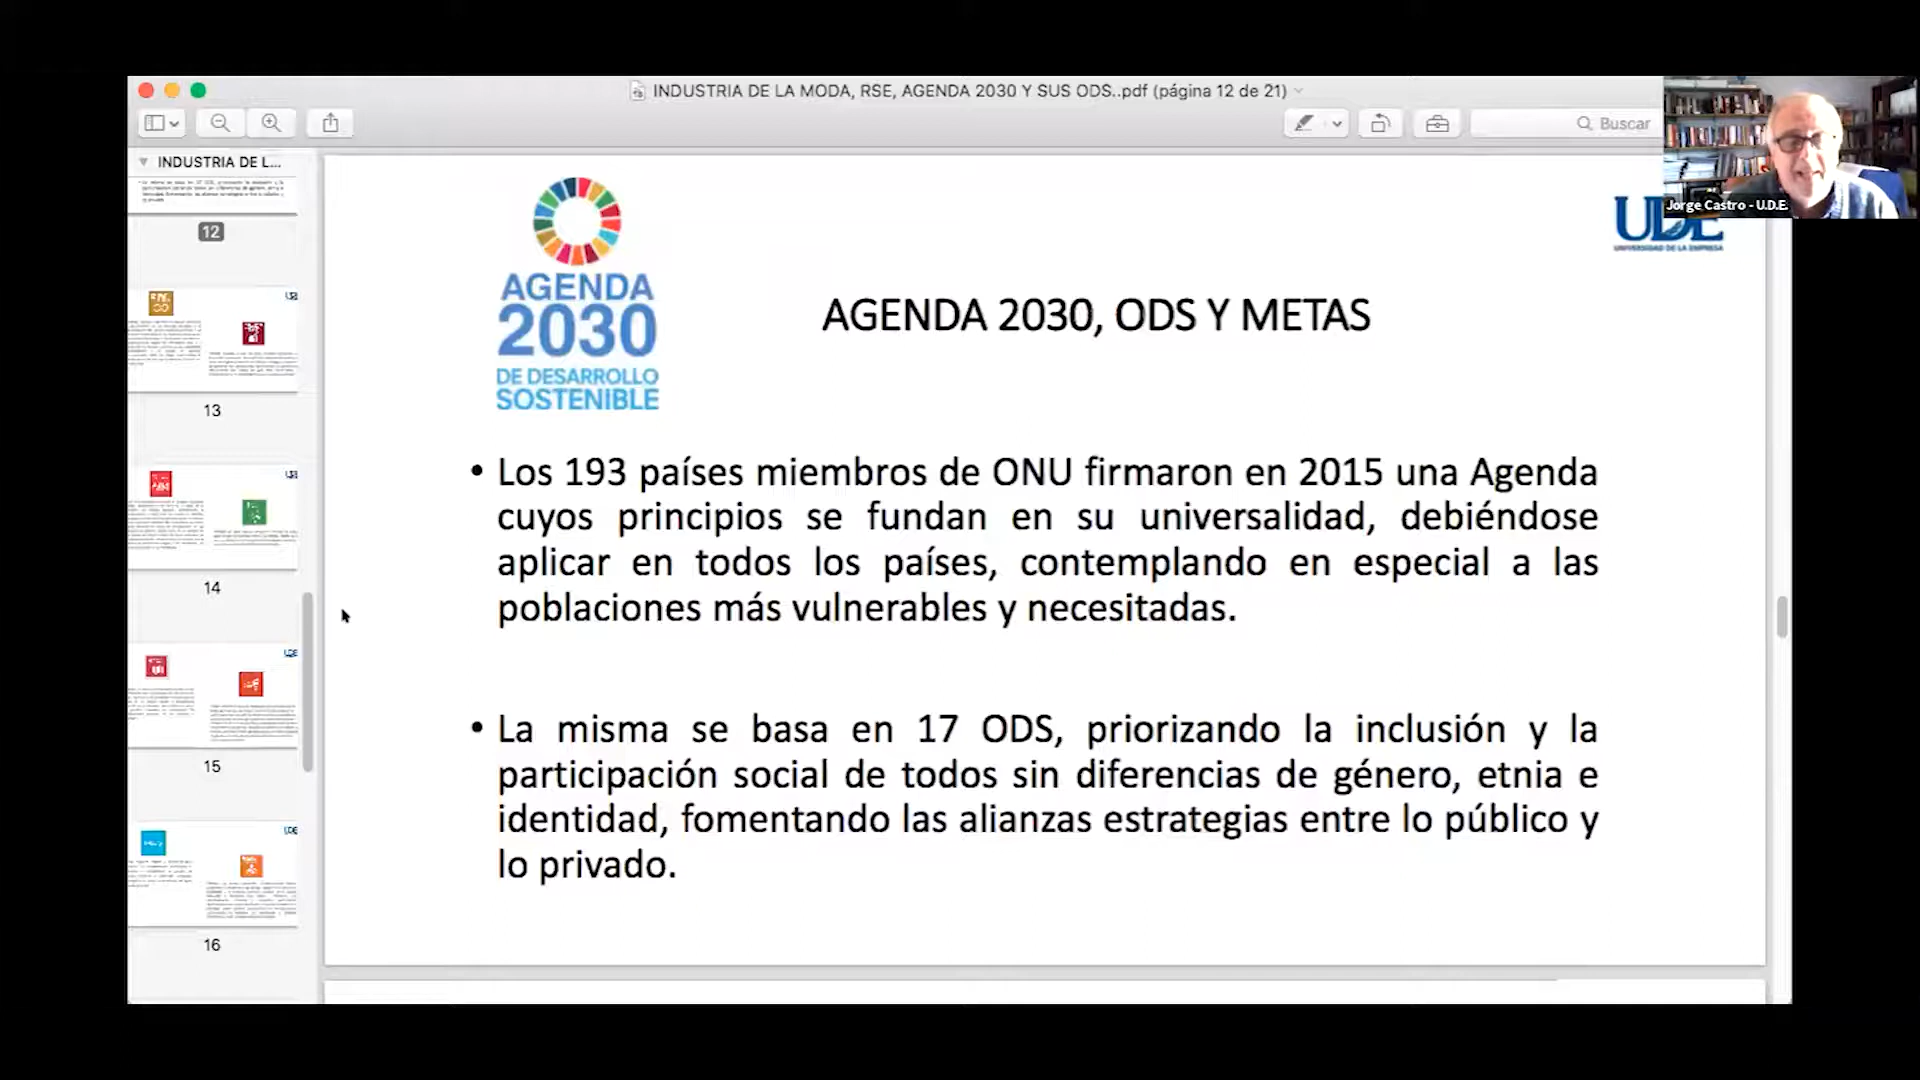 INDUSTRIA DE LA MODA, RSE, AGENDA 2030 Y SUS ODS..pdf (página 12 de 21)
Buscar
INDUSTRIA DE L...
12
13
14
15
16
Jorge Castro - U.D.E.
UDE
UNIVERSIDAD DE LA EMPRESA
AGENDA
2030
DE DESARROLLO
SOSTENIBLE
AGENDA 2030, ODS Y METAS
• Los 193 países miembros de ONU firmaron en 2015 una Agenda
cuyos principios se fundan en su universalidad, debiéndose
aplicar en todos los países, contemplando en especial a las
poblaciones más vulnerables y necesitadas.
• La misma se basa en 17 ODS, priorizando la inclusión y la
participación social de todos sin diferencias de género, etnia e
identidad, fomentando las alianzas estrategias entre lo público y
lo privado.